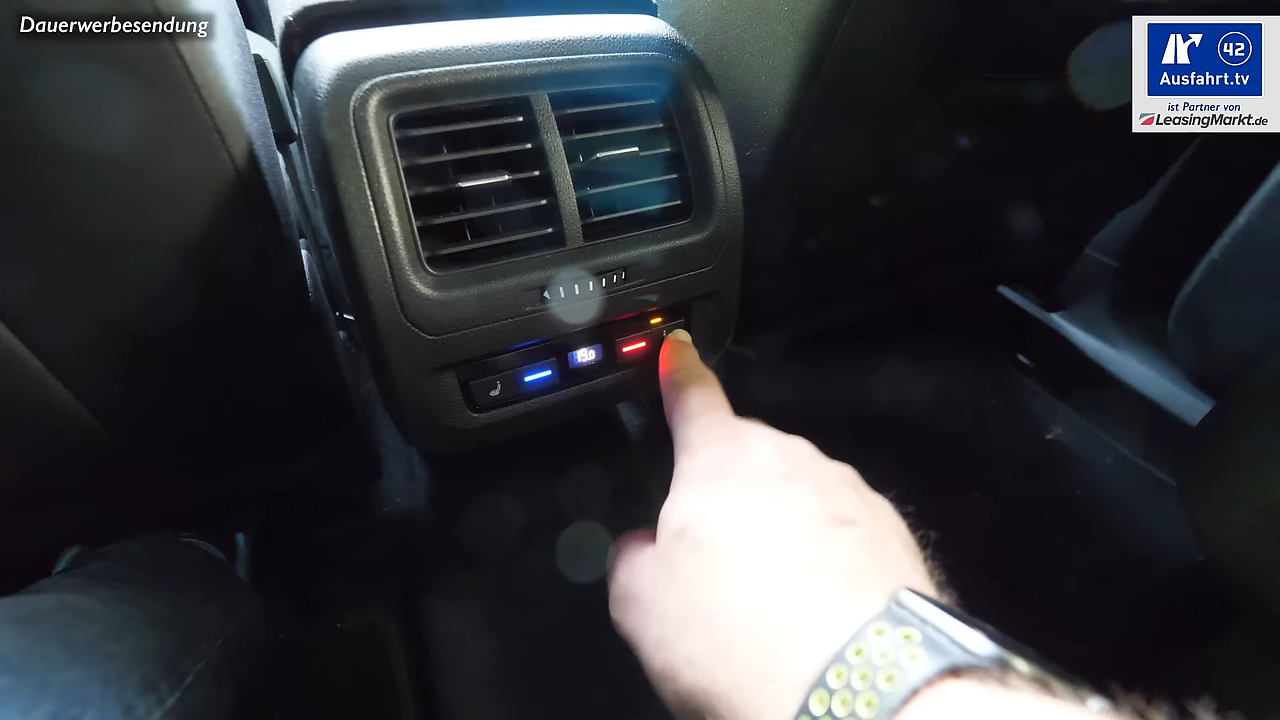 Dauerwerbesendung
42
Ausfahrt.tv
ist Partner von
LeasingMarkt.de
19.0